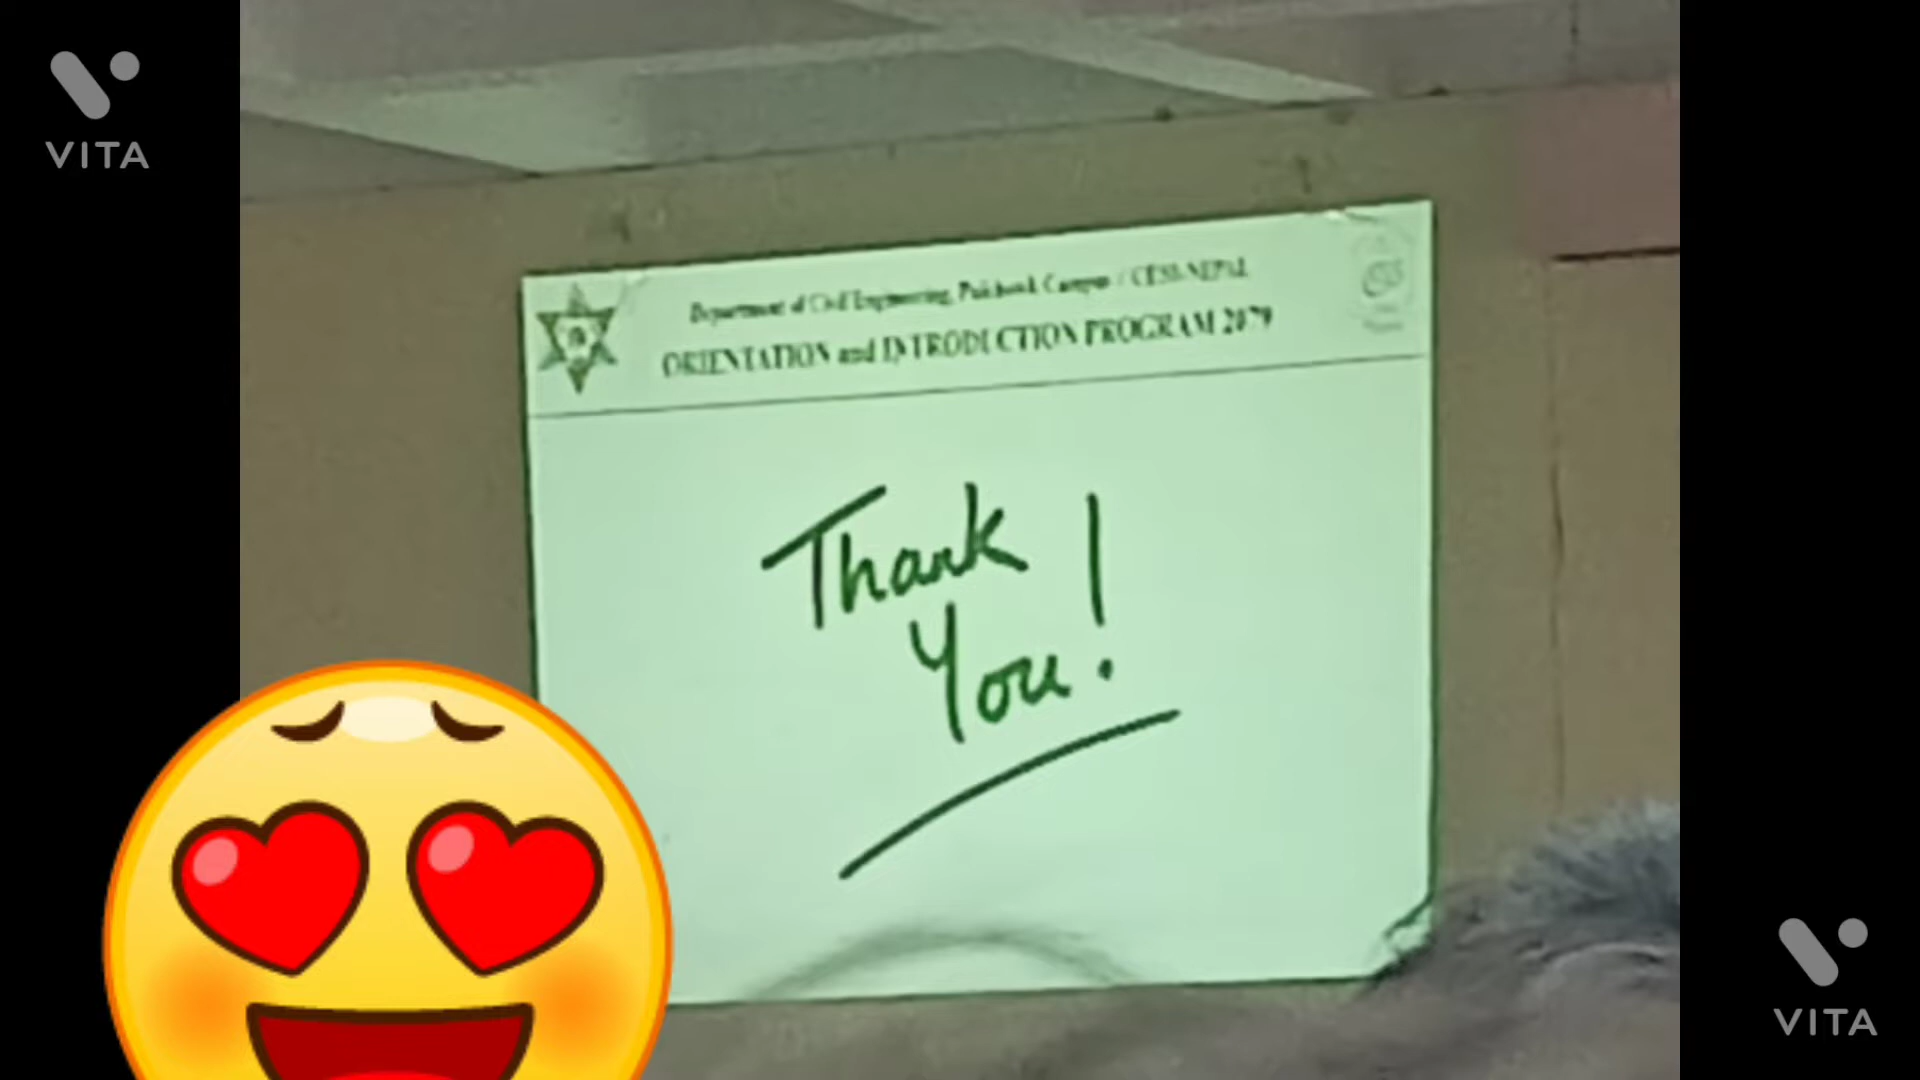 VITA
Department of Civil Engineering, Pulchowk Campus / CESS-NEPAL
ORIENTATION and INTRODUCTION PROGRAM 2079
Thank
You!
VITA